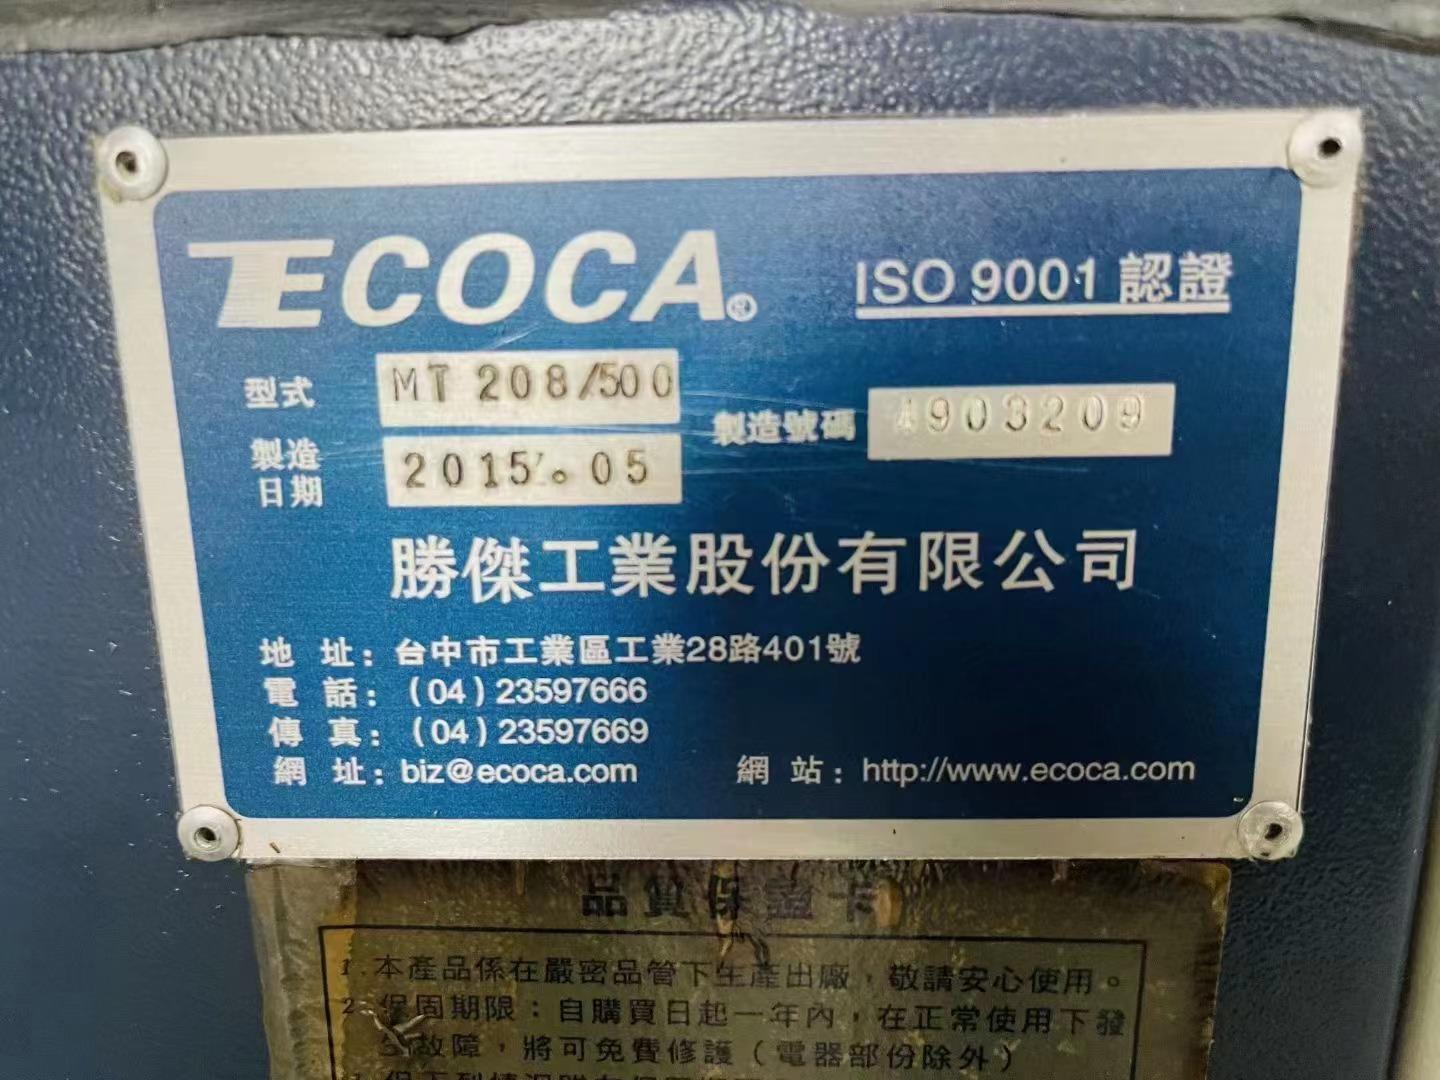 ECOCA®
ISO 9001 認證
型式 MT 208/500
製造號碼 4903209
製造日期 2015.05
勝傑工業股份有限公司
地 址：台中市工業區工業28路401號
電 話：(04)23597666
傳 真：(04)23597669
網 址：biz@ecoca.com 網 站：http://www.ecoca.com
品質保證卡
1.本產品係在嚴密品管下生產出廠，敬請安心使用。
2.保固期限：自購買日起一年內，在正常使用下發
生故障，將可免費修護（電器部份除外）